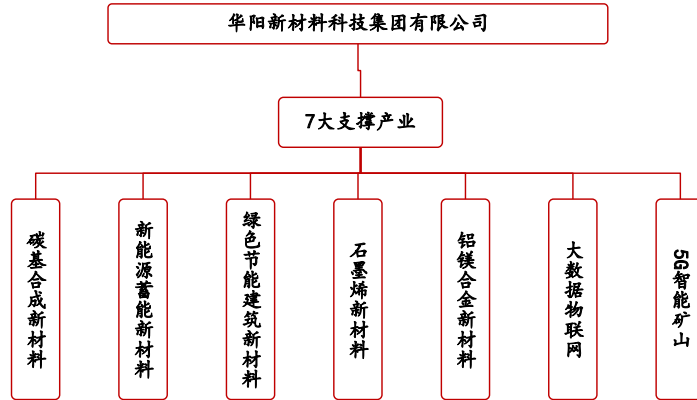 华阳新材料科技集团有限公司
7大支撑产业
碳基合成新材料
新能源蓄能新材料
绿色节能建筑新材料
石墨烯新材料
铝镁合金新材料
大数据物联网
5G智能矿山